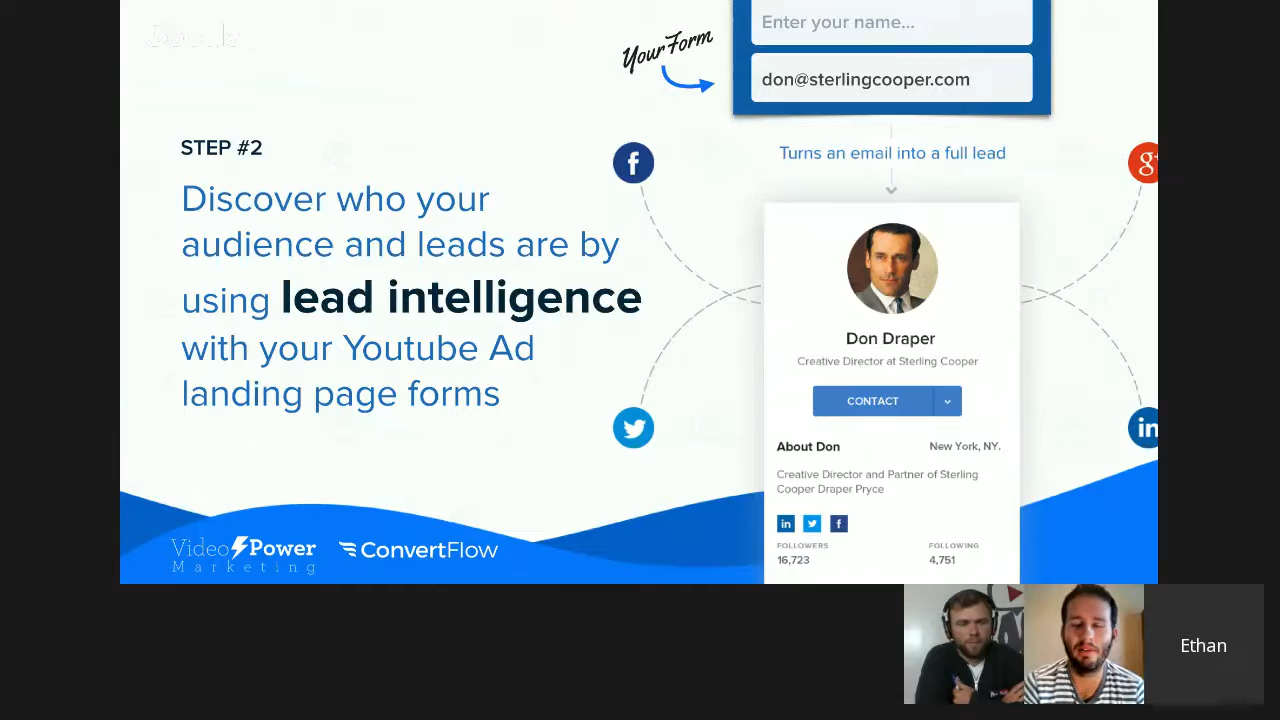 Enter your name...
Your Form
don@sterlingcooper.com
STEP #2
Turns an email into a full lead
Discover who your
audience and leads are by
using lead intelligence
with your Youtube Ad
landing page forms
Don Draper
Creative Director at Sterling Cooper
CONTACT
About Don
New York, NY.
Creative Director and Partner of Sterling
Cooper Draper Pryce
FOLLOWERS
FOLLOWING
16,723
4,751
Video Power
Marketing
ConvertFlow
Ethan